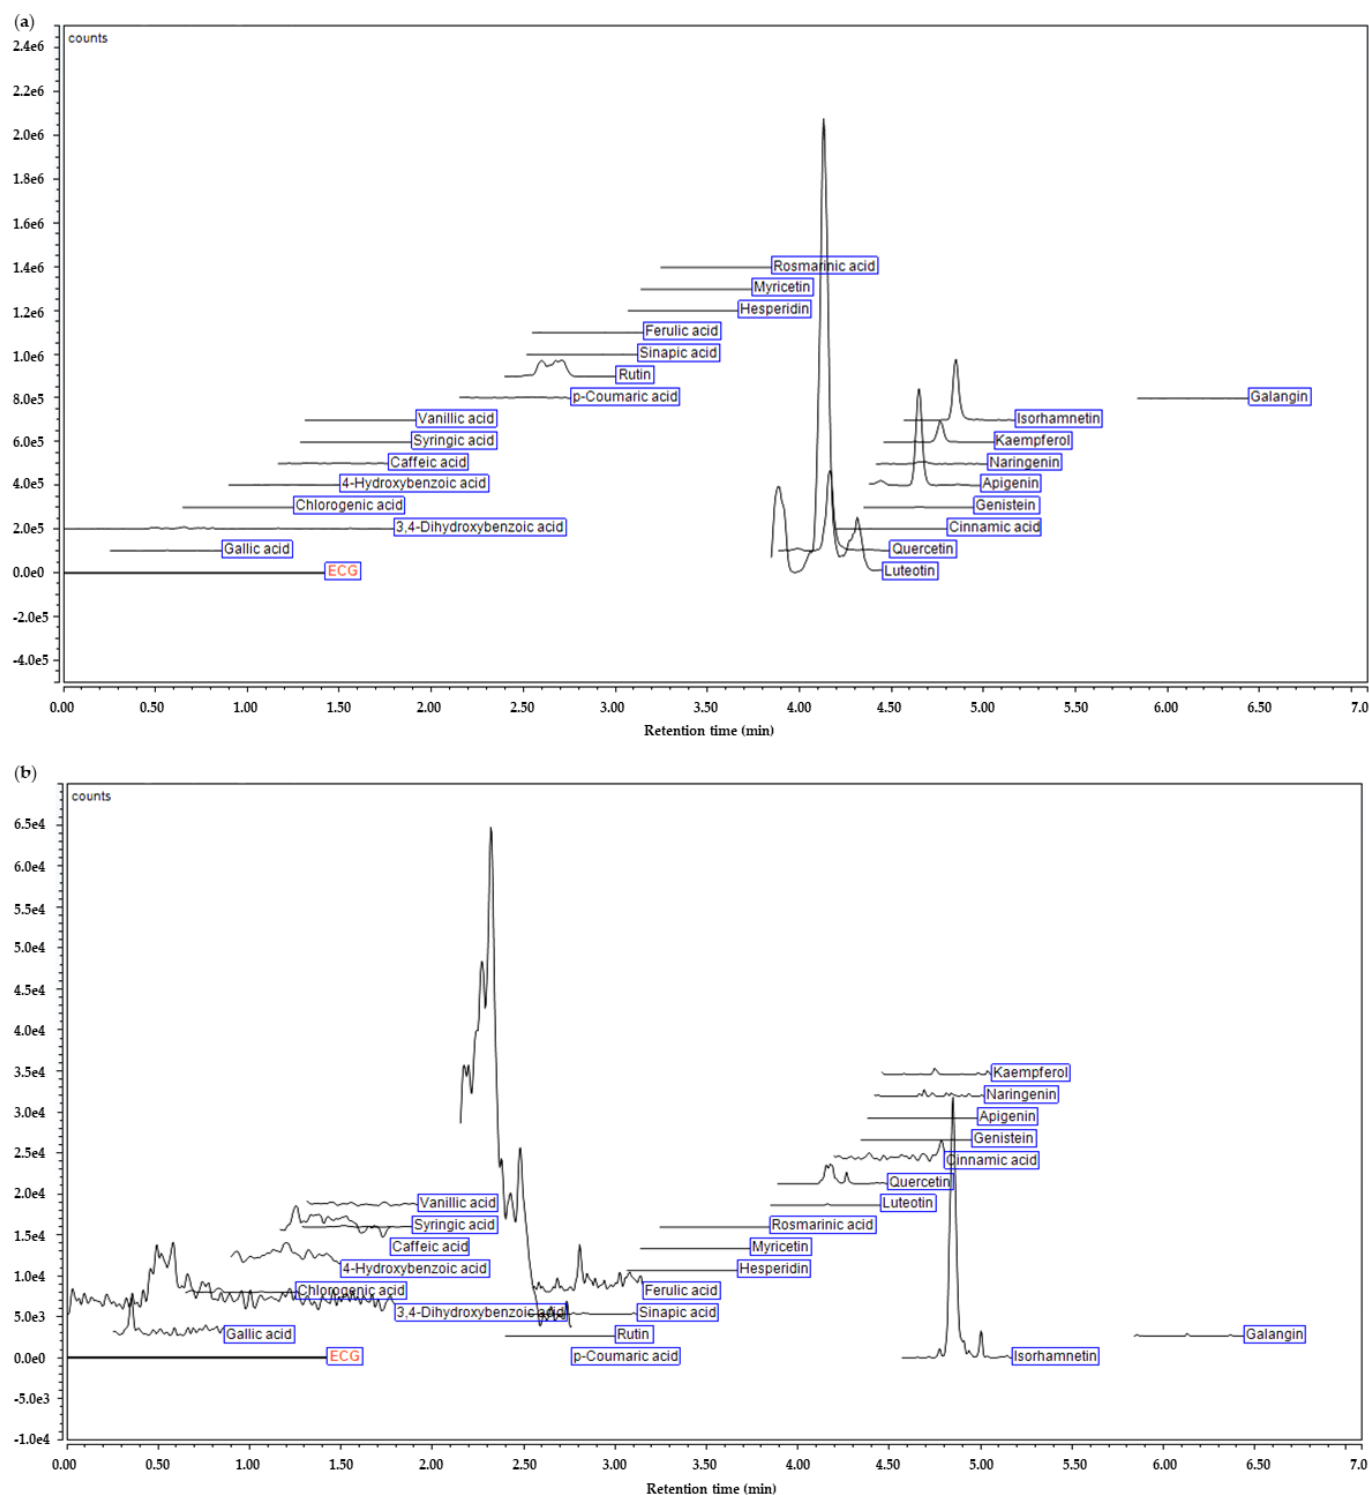 (a)
counts
2.4e6
2.2e6
2.0e6
1.8e6
1.6e6
1.4e6
Rosmarinic acid
Myricetin
1.2e6
Hesperidin
Ferulic acid
1.0e6
Sinapic acid
Rutin
8.0e5
p-Coumaric acid
Galangin
Vanillic acid
Isorhamnetin
6.0e5
Syringic acid
Kaempferol
Caffeic acid
Naringenin
4.0e5
4-Hydroxybenzoic acid
Apigenin
Chlorogenic acid
Genistein
2.0e5
3,4-Dihydroxybenzoic acid
Cinnamic acid
Gallic acid
Quercetin
0.0e0
ECG
Luteotin
-2.0e5
-4.0e5
0.00 0.50 1.00 1.50 2.00 2.50 3.00 3.50 4.00 4.50 5.00 5.50 6.00 6.50 7.0
Retention time (min)
(b)
counts
6.5e4
6.0e4
5.5e4
5.0e4
4.5e4
4.0e4
3.5e4
Kaempferol
Naringenin
3.0e4
Apigenin
Genistein
2.5e4
Cinnamic acid
Quercetin
2.0e4
Vanillic acid
Luteotin
1.5e4
Syringic acid
Rosmarinic acid
Caffeic acid
Myricetin
4-Hydroxybenzoic acid
Hesperidin
1.0e4
Chlorogenic acid
Ferulic acid
5.0e3
3,4-Dihydroxybenzoic acid
Sinapic acid
Gallic acid
Rutin
Galangin
0.0e0
ECG
p-Coumaric acid
Isorhamnetin
-5.0e3
-1.0e4
0.00 0.50 1.00 1.50 2.00 2.50 3.00 3.50 4.00 4.50 5.00 5.50 6.00 6.50 7.0
Retention time (min)